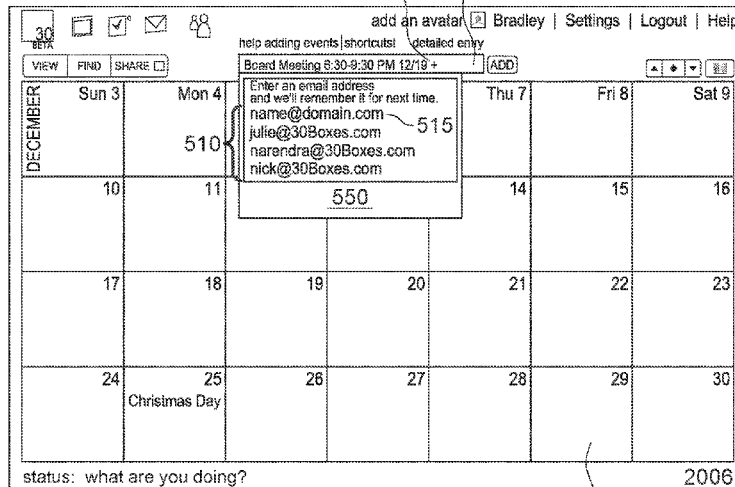 30
BETA
add an avatar Bradley | Settings | Logout | Help
help adding events | shortcuts! detailed entry
VIEW FIND SHARE
Board Meeting 6:30-9:30 PM 12/19 +
ADD
Enter an email address
and we'll remember it for next time.
name@domain.com
515
julie@30Boxes.com
510
narendra@30Boxes.com
nick@30Boxes.com
550
DECEMBER
Sun 3 Mon 4 Thu 7 Fri 8 Sat 9
10 11 14 15 16
17 18 19 20 21 22 23
24 25 26 27 28 29 30
Christmas Day
status: what are you doing?
2006